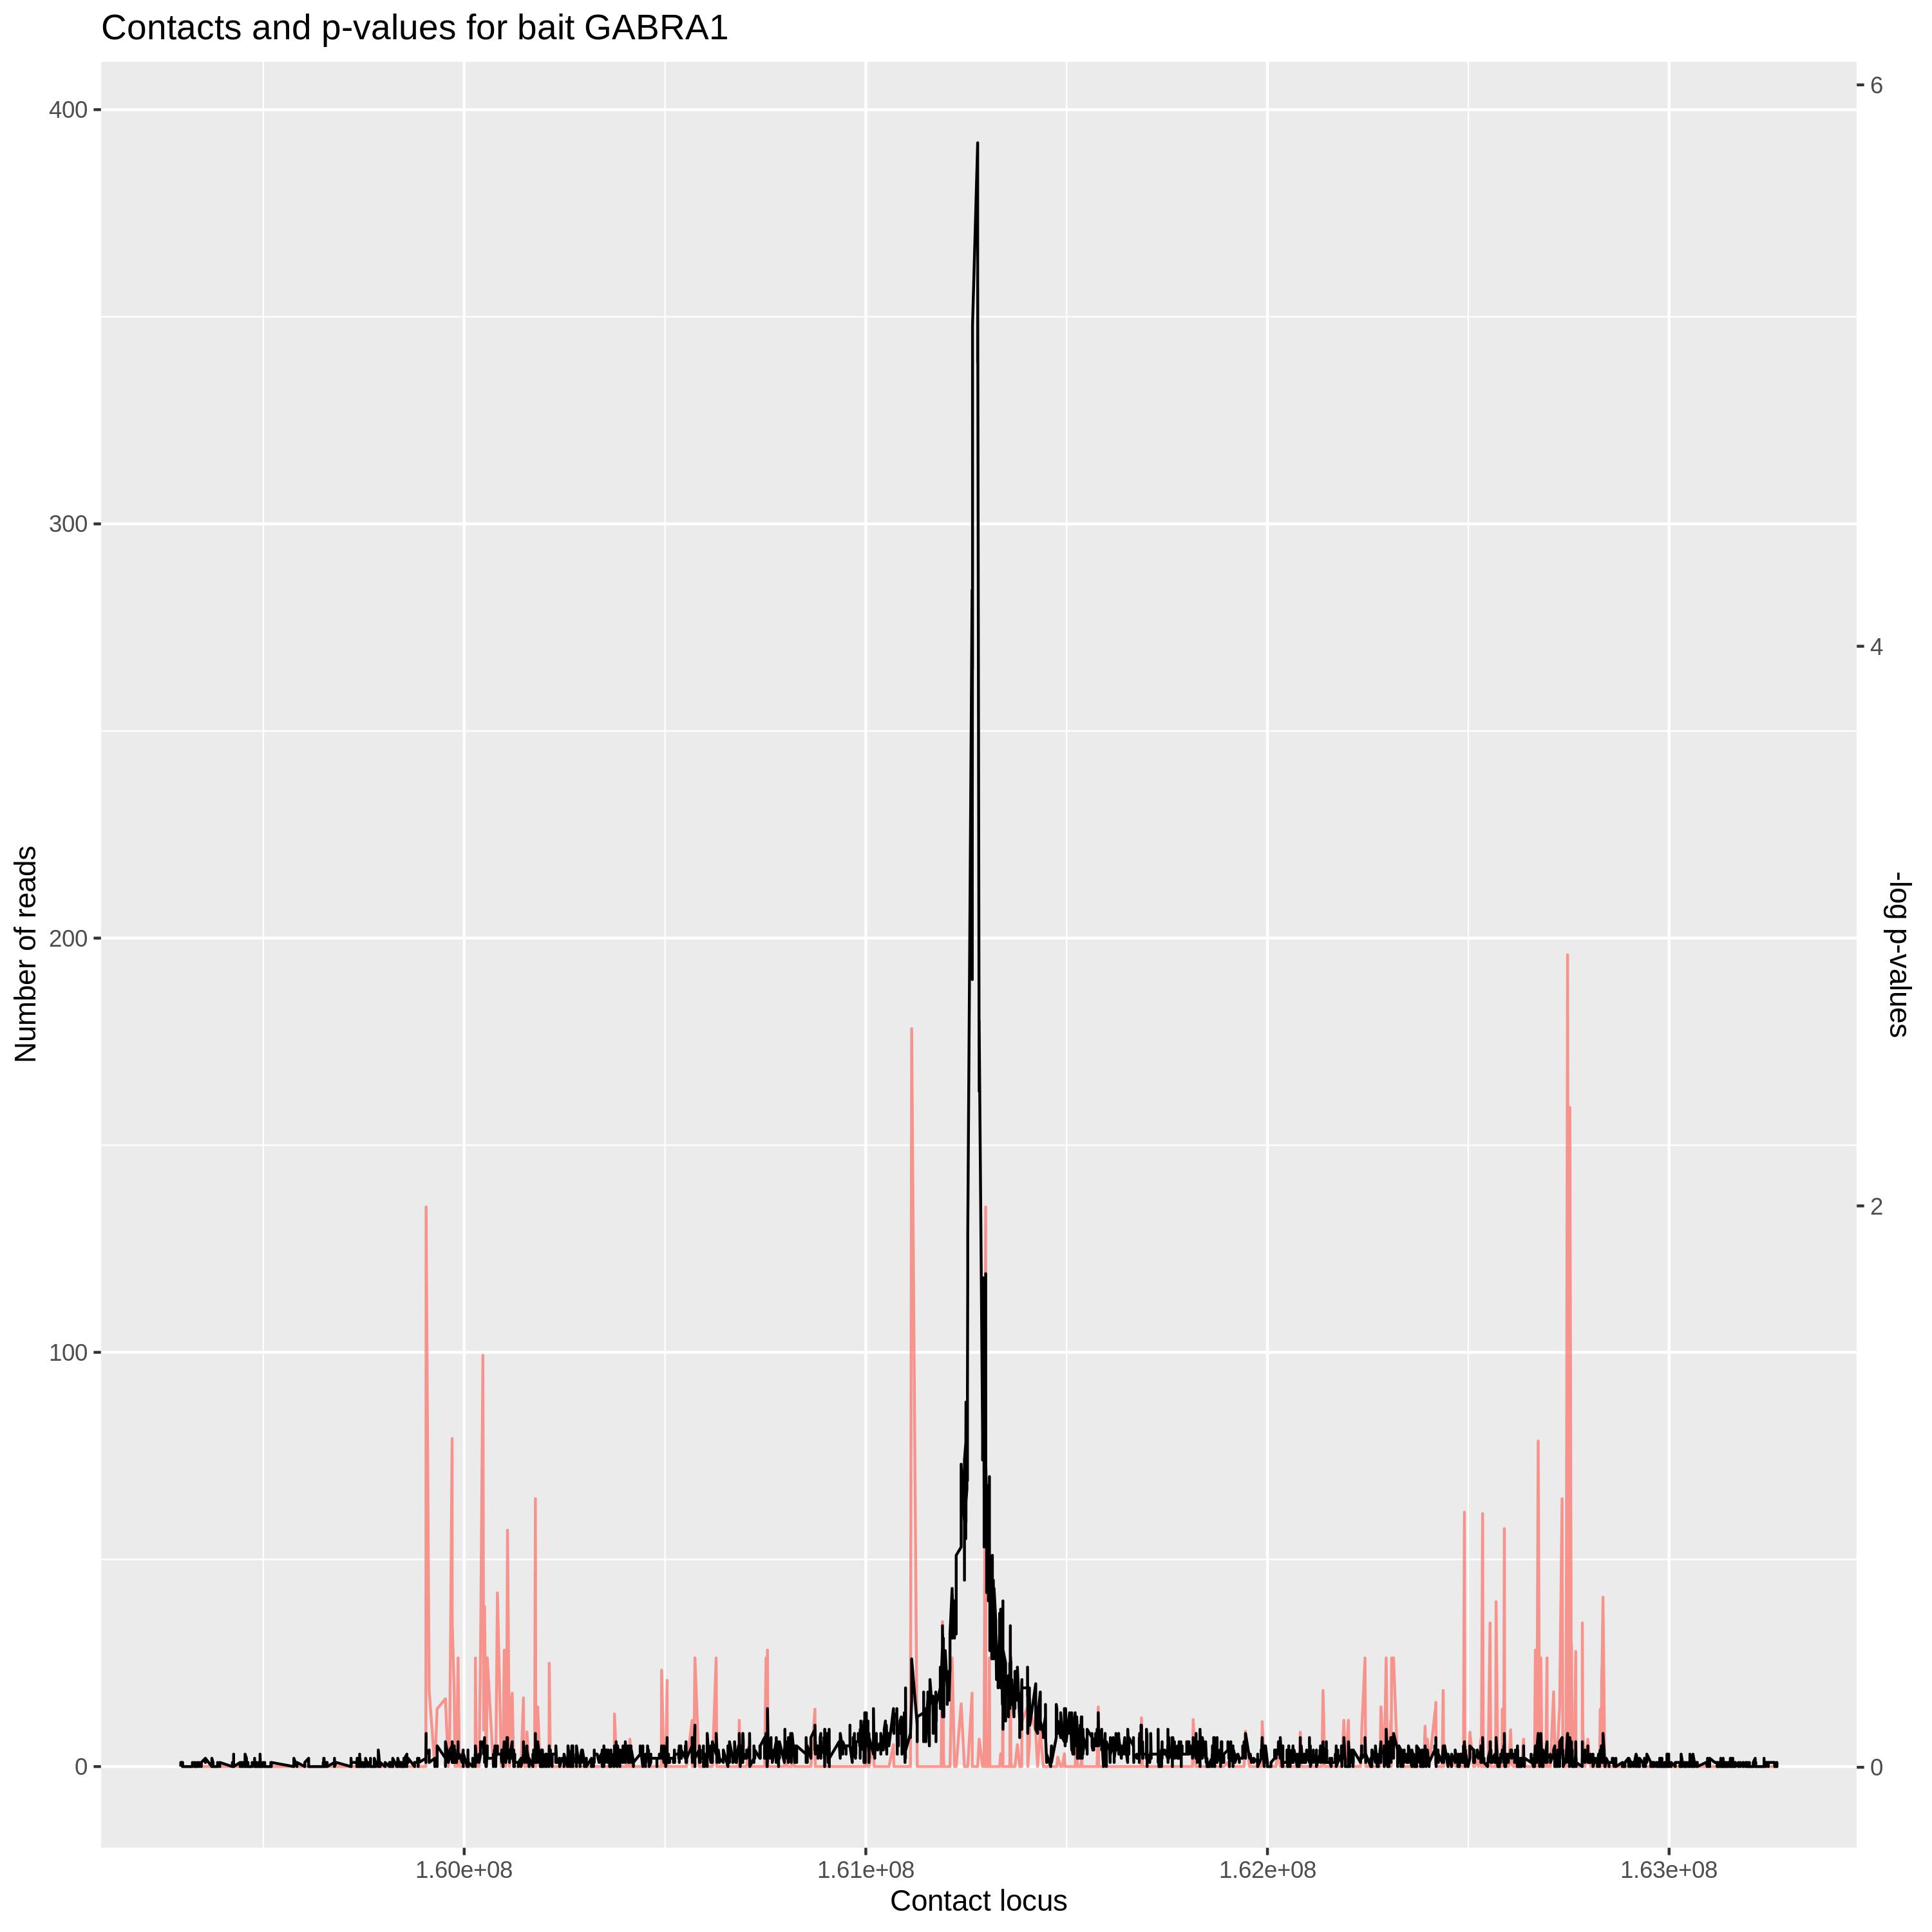 Contacts and p-values for bait GABRA1
400
300
200
100
0
Number of reads
6
4
2
0
-log p-values
1.60e+08
1.61e+08
1.62e+08
1.63e+08
Contact locus